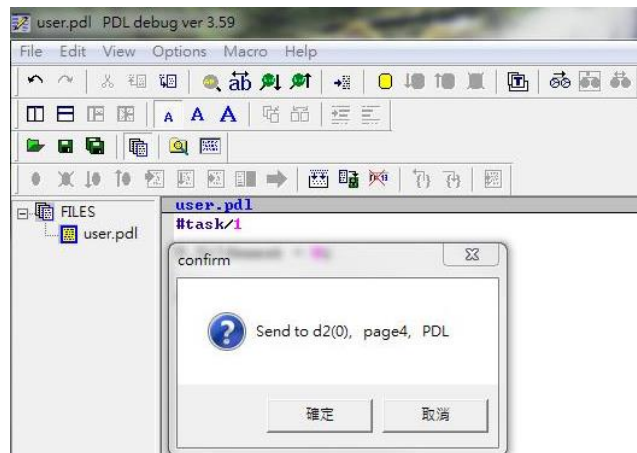 user.pdl PDL debug ver 3.59
File Edit View Options Macro Help
ab
A A A
FILES
user.pdl
user.pdl
#task/1
confirm
Send to d2(0), page4, PDL
確定
取消